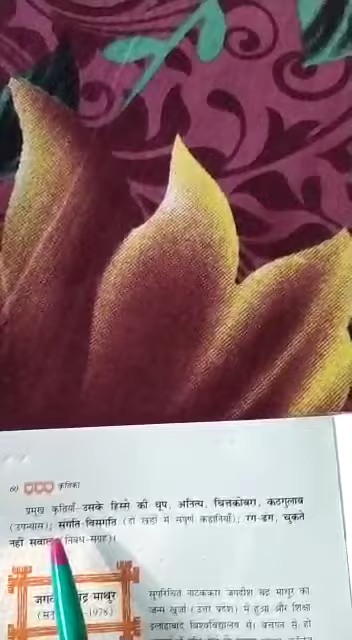 60 कृतिका
प्रमुख कृतियाँ-उसके हिस्से की धूप, अनित्य, चित्तकोबरा, कठगुलाब
(उपन्यास); संगति-विसंगति (दो खंडों में संपूर्ण कहानियाँ); रंग-ढंग, चुकते
नहीं सवाल (निबंध-संग्रह)।
चंद्र माथुर
1978)
सुपरिचित नाटककार जगदीश चंद्र माथुर का
जन्म खुर्जा (उत्तर प्रदेश) में हुआ और शिक्षा
इलाहाबाद विश्वविद्यालय से। बचपन से ही